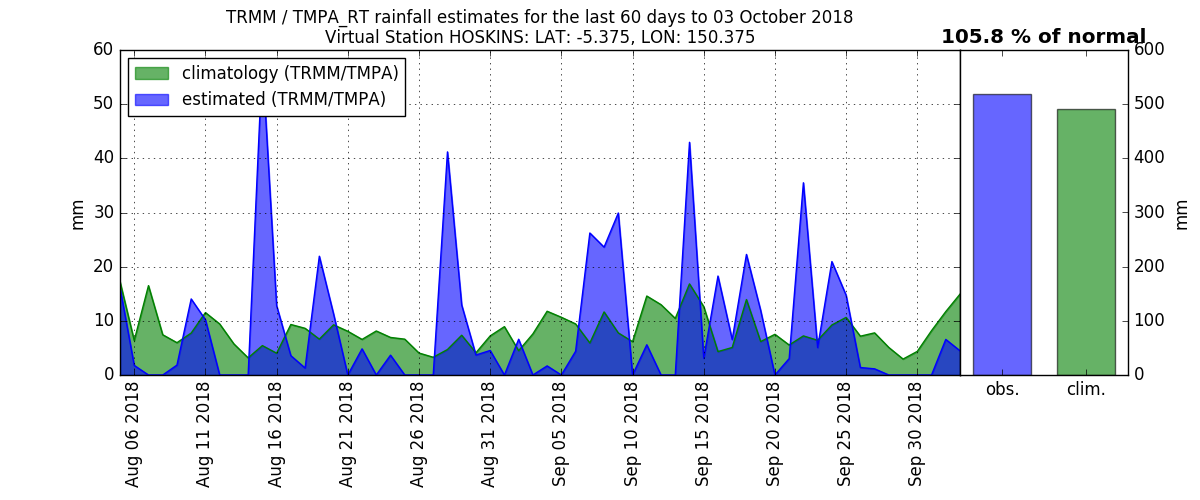 TRMM / TMPA_RT rainfall estimates for the last 60 days to 03 October 2018
Virtual Station HOSKINS: LAT: -5.375, LON: 150.375
105.8 % of normal
climatology (TRMM/TMPA)
estimated (TRMM/TMPA)
60
50
40
30
20
10
0
mm
Aug 06 2018
Aug 11 2018
Aug 16 2018
Aug 21 2018
Aug 26 2018
Aug 31 2018
Sep 05 2018
Sep 10 2018
Sep 15 2018
Sep 20 2018
Sep 25 2018
Sep 30 2018
obs.
clim.
600
500
400
300
200
100
0
mm